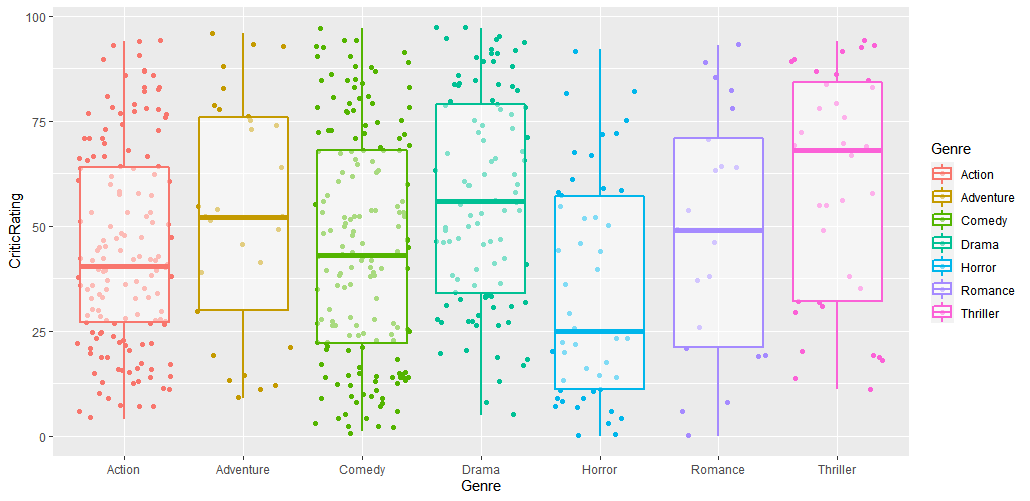 100
75
50
25
0
CriticRating
Action
Adventure
Comedy
Drama
Horror
Romance
Thriller
Genre
Genre
Action
Adventure
Comedy
Drama
Horror
Romance
Thriller